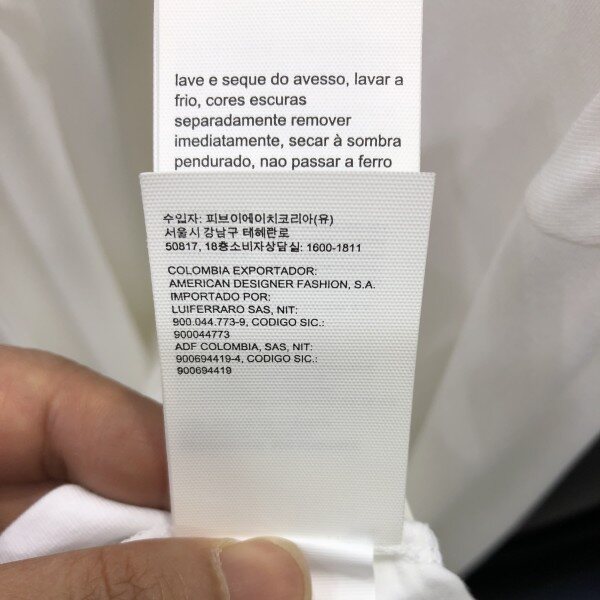 lave e seque do avesso, lavar a
frio, cores escuras
separadamente remover
imediatamente, secar à sombra
pendurado, nao passar a ferro
수입자: 피브이에이치코리아(유)
서울시 강남구 테헤란로
50817, 18층소비자상담실: 1600-1811
COLOMBIA EXPORTADOR:
AMERICAN DESIGNER FASHION, S.A.
IMPORTADO POR:
LUIFERRARO SAS, NIT:
900.044.773-9, CODIGO SIC.:
900044773
ADF COLOMBIA, SAS, NIT:
900694419-4, CODIGO SIC.:
900694419